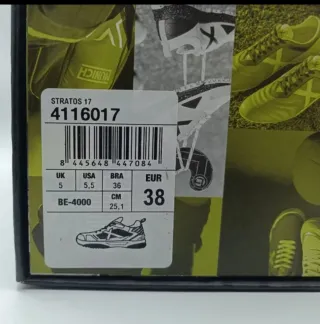 MUNICH
STRATOS 17
4116017
8 445648 447084
UK USA BRA EUR
5 5,5 36 38
BE-4000 CM
25,1